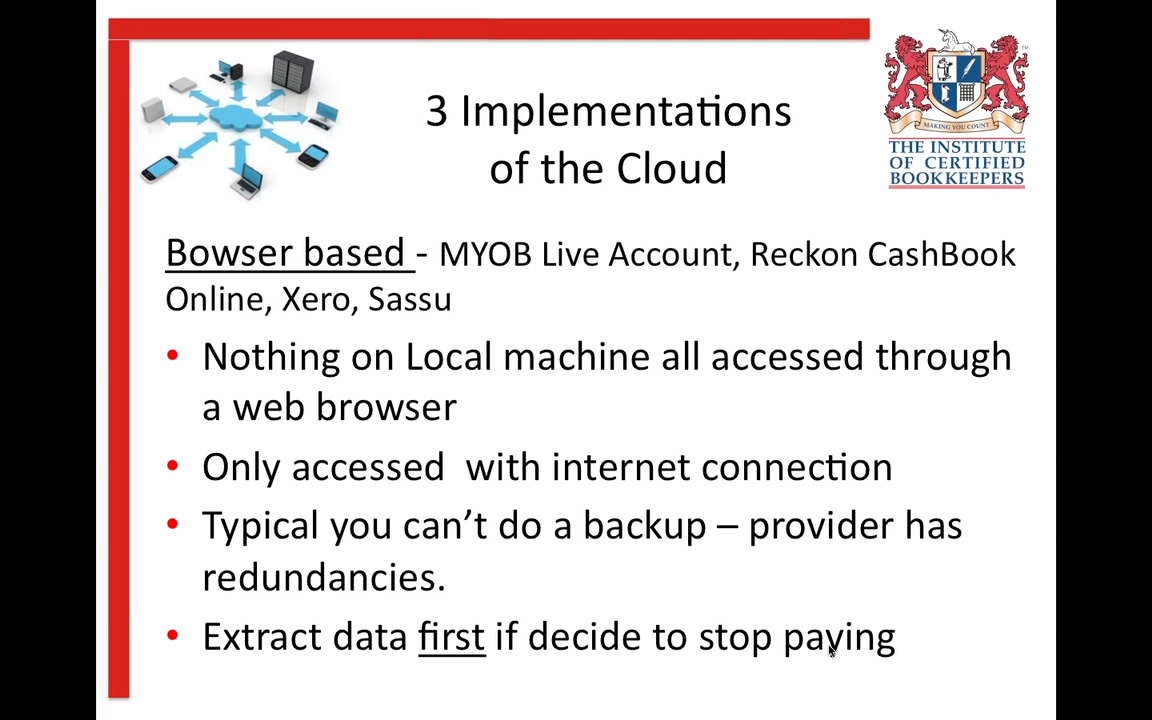 3 Implementations
of the Cloud
MAKING YOU COUNT
THE INSTITUTE
OF CERTIFIED
BOOKKEEPERS
TM
Bowser based - MYOB Live Account, Reckon CashBook
Online, Xero, Sassu
• Nothing on Local machine all accessed through
a web browser
• Only accessed  with internet connection
• Typical you can’t do a backup – provider has
redundancies.
• Extract data first if decide to stop paying